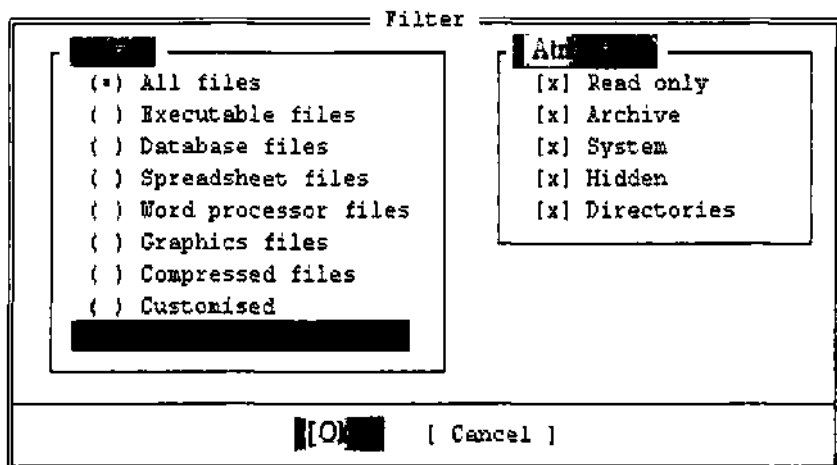 Filter
(•) All files
( ) Executable files
( ) Database files
( ) Spreadsheet files
( ) Word processor files
( ) Graphics files
( ) Compressed files
( ) Customised
[x] Read only
[x] Archive
[x] System
[x] Hidden
[x] Directories
[ Cancel ]